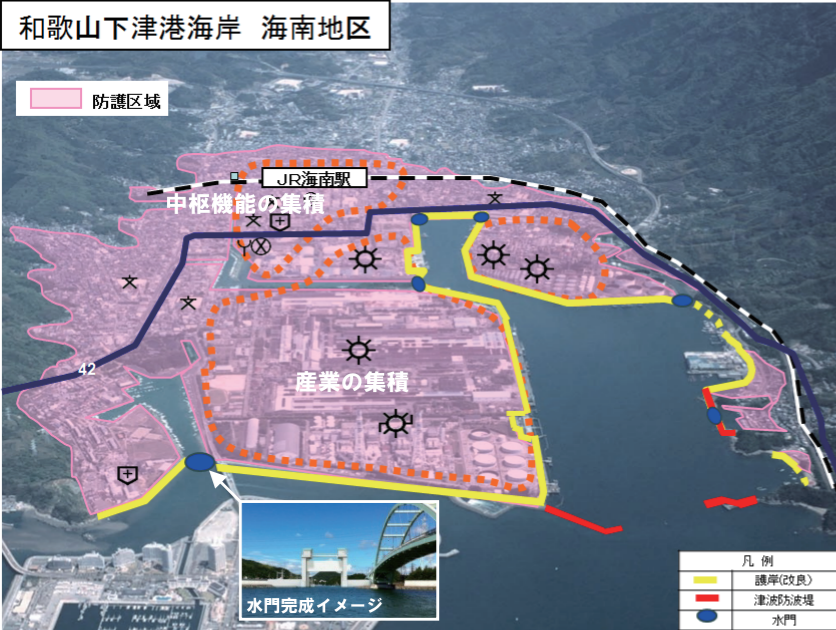 和歌山下津港海岸　海南地区
防護区域
JR海南駅
中枢機能の集積
42
産業の集積
水門完成イメージ
凡 例
護岸(改良)
津波防波堤
水門